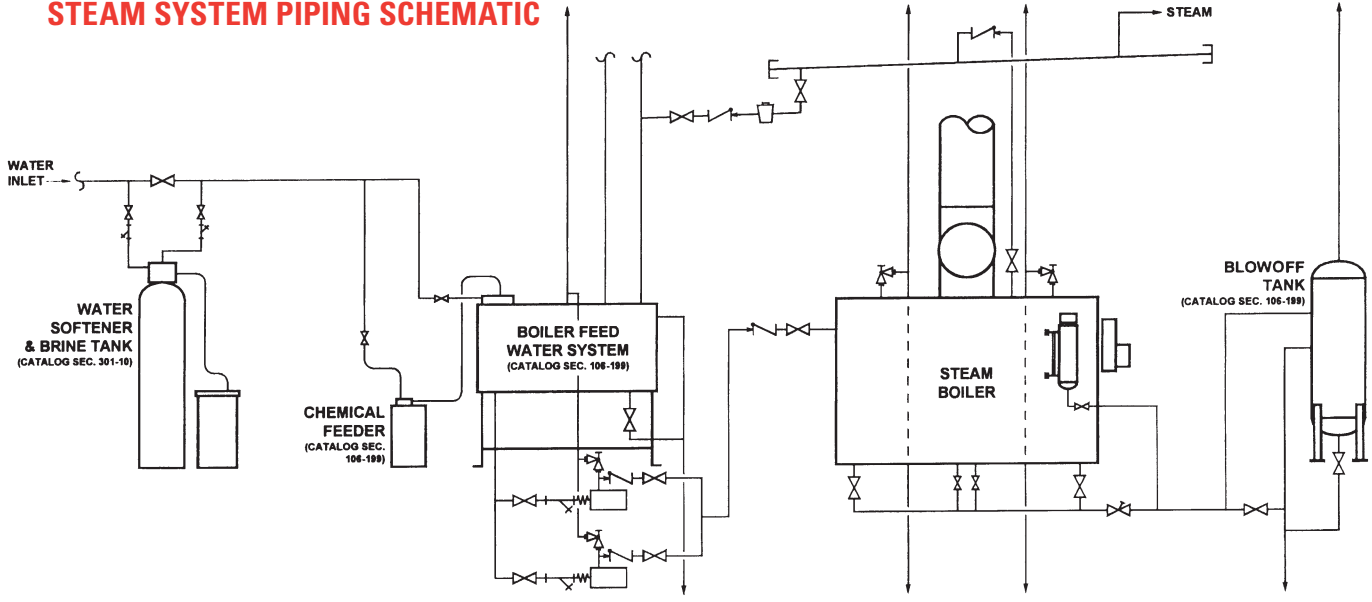 STEAM SYSTEM PIPING SCHEMATIC
STEAM
WATER
INLET
WATER
SOFTENER
& BRINE TANK
(CATALOG SEC. 301-10)
CHEMICAL
FEEDER
(CATALOG SEC.
106-199)
BOILER FEED
WATER SYSTEM
(CATALOG SEC. 106-199)
STEAM
BOILER
BLOWOFF
TANK
(CATALOG SEC. 106-199)